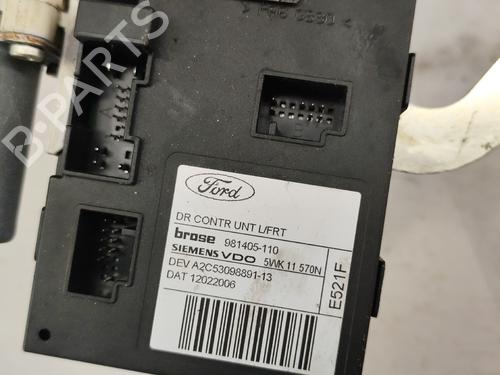 B-PARTS
Ford
DR CONTR UNT L/FRT
brose 981405-110
SIEMENS VDO 5WK 11 570N
DEV A2C53098891-13
DAT 12022006
E521F